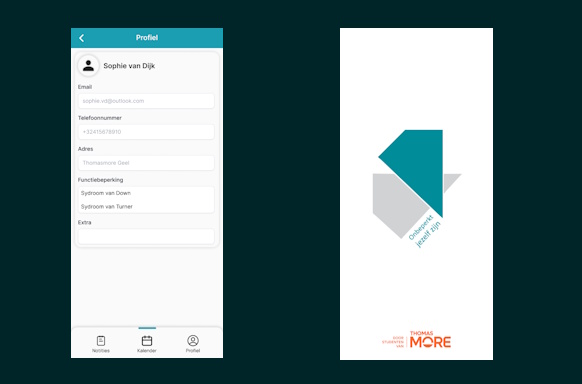 Profiel
Sophie van Dijk
Email
sophie.vd@outlook.com
Telefoonnummer
+32415678910
Adres
Thomasmore Geel
Functiebeperking
Sydroom van Down
Sydroom van Turner
Extra
Notities
Kalender
Profiel
Onbeperkt
jezelf zijn
VOOR
STUDENTEN
VAN
THOMAS
MORE